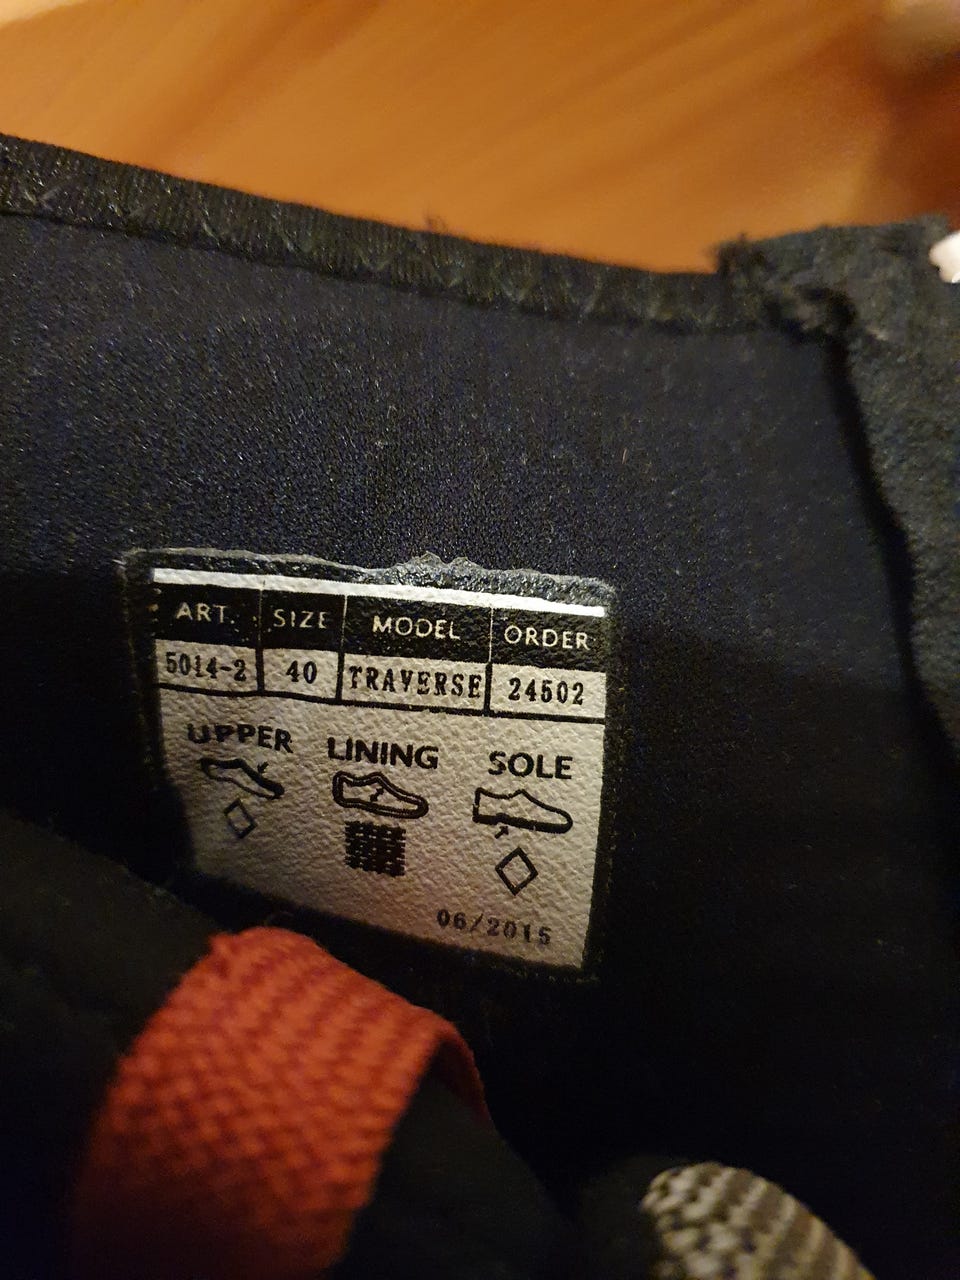 ART. SIZE MODEL ORDER
5014-2 40 TRAVERSE 24502
UPPER LINING SOLE
06/2015